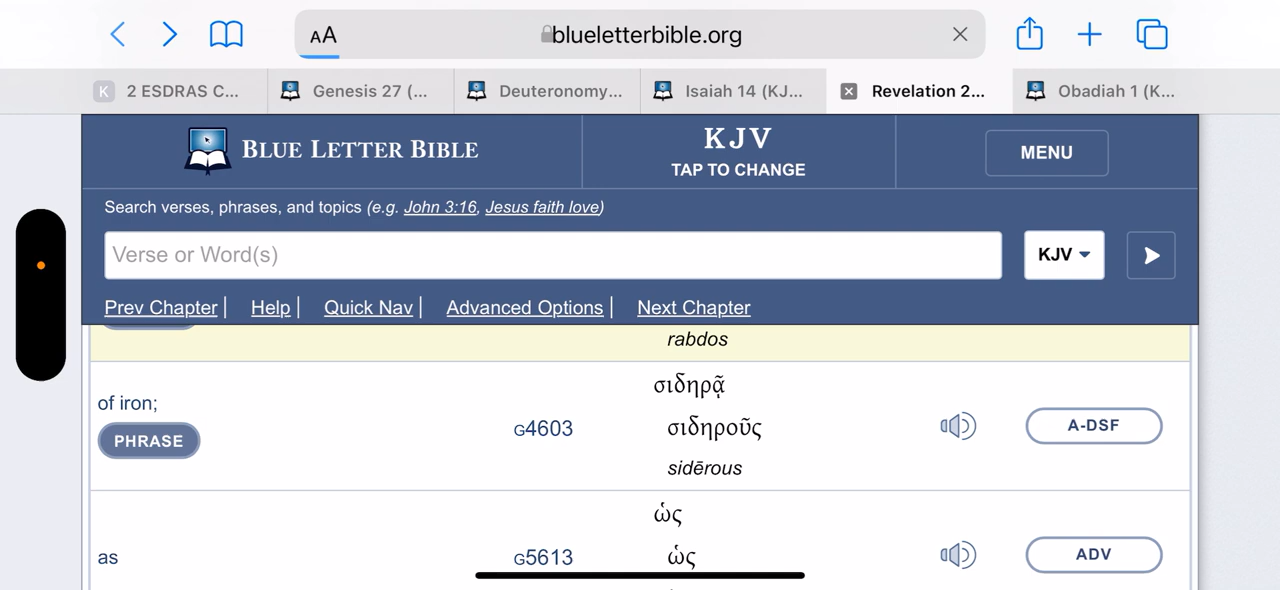 AA blueletterbible.org
K 2 ESDRAS C... Genesis 27 (... Deuteronomy... Isaiah 14 (KJ... Revelation 2... Obadiah 1 (K...
BLUE LETTER BIBLE
KJV
TAP TO CHANGE
MENU
Search verses, phrases, and topics (e.g. John 3:16, Jesus faith love)
Verse or Word(s)
KJV
Prev Chapter| Help| Quick Nav| Advanced Options| Next Chapter
rabdos
of iron;
PHRASE
G4603
σιδηρᾷ
σιδηροῦς
sidērous
A-DSF
as
G5613
ὡς
ὡς
ADV